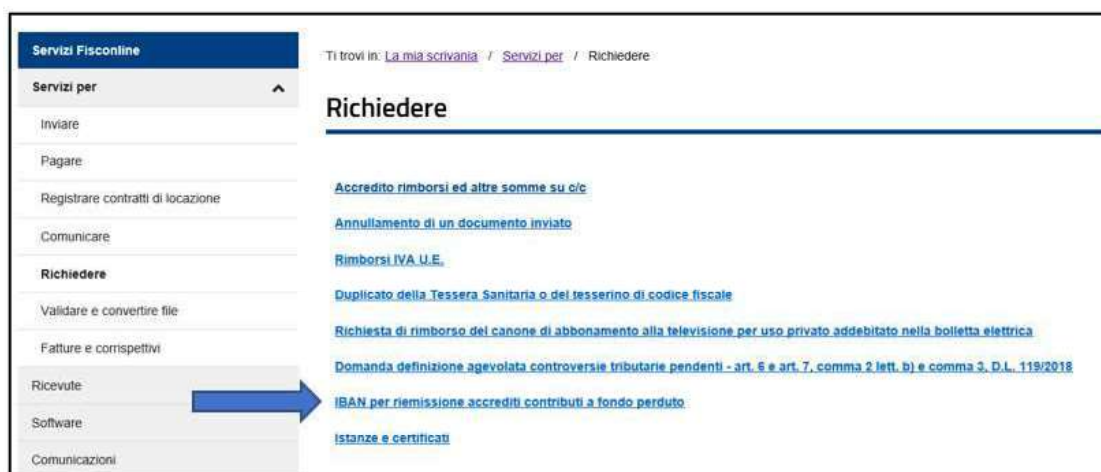 Servizi Fisconline
Servizi per
Inviare
Pagare
Registrare contratti di locazione
Comunicare
Richiedere
Validare e convertire file
Fatture e corrispettivi
Ricevute
Software
Comunicazioni
Ti trovi in: La mia scrivania / Servizi per / Richiedere
Richiedere
Accredito rimborsi ed altre somme su c/c
Annullamento di un documento inviato
Rimborsi IVA U.E.
Duplicato della Tessera Sanitaria o del tesserino di codice fiscale
Richiesta di rimborso del canone di abbonamento alla televisione per uso privato addebitato nella bolletta elettrica
Domanda definizione agevolata controversie tributarie pendenti - art. 6 e art. 7, comma 2 lett. b) e comma 3, D.L. 119/2018
IBAN per riemissione accrediti contributi a fondo perduto
Istanze e certificati